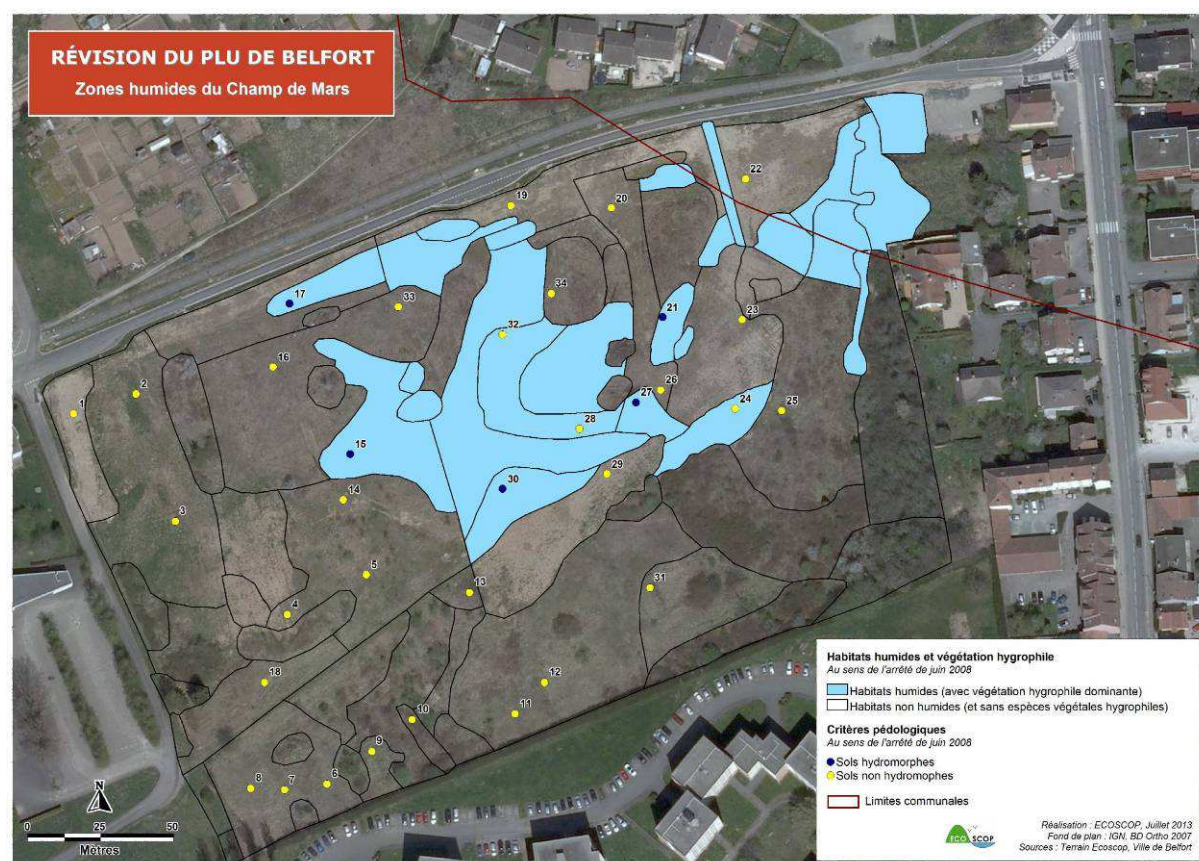 RÉVISION DU PLU DE BELFORT
Zones humides du Champ de Mars
22
19
20
17
34
33
21
23
32
16
2
26
27
24
25
1
28
15
29
30
14
3
5
31
13
4
18
12
11
10
9
8
7
6
N
0 25 50
Mètres
Habitats humides et végétation hygrophile
Au sens de l'arrêté de juin 2008
Habitats humides (avec végétation hygrophile dominante)
Habitats non humides (et sans espèces végétales hygrophiles)
Critères pédologiques
Au sens de l'arrêté de juin 2008
Sols hydromorphes
Sols non hydromophes
Limites communales
ECO SCOP
Réalisation : ECOSCOP, Juillet 2013
Fond de plan : IGN, BD Ortho 2007
Sources : Terrain Ecoscop, Ville de Belfort